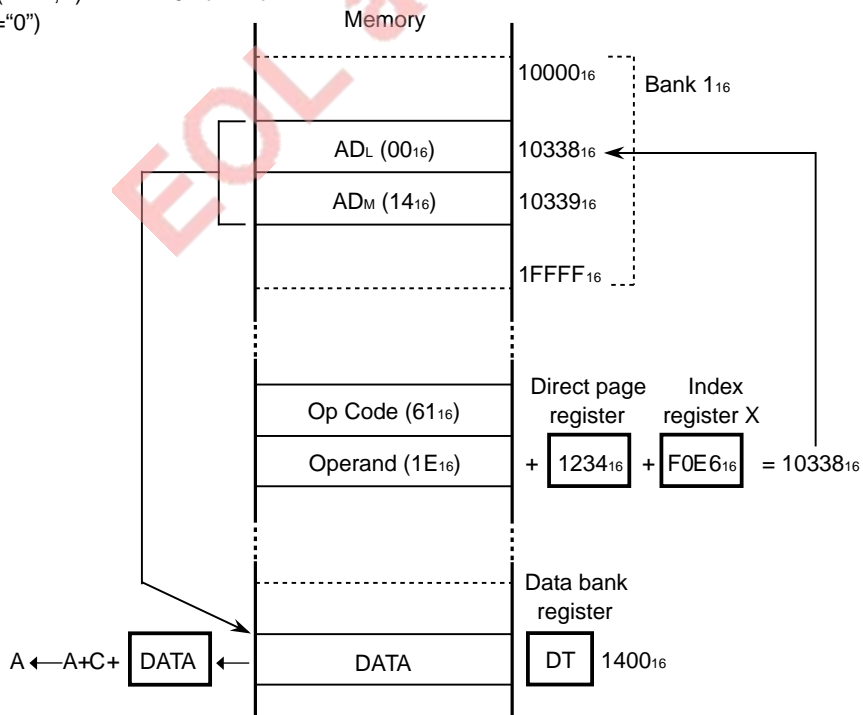 ="0")
Memory
10000₁₆
Bank 1₁₆
ADL (00₁₆)
10338₁₆
ADM (14₁₆)
10339₁₆
1FFFF₁₆
Direct page
register
Index
register X
Op Code (61₁₆)
Operand (1E₁₆)
+ 1234₁₆ + F0E6₁₆ = 10338₁₆
Data bank
register
A ←A+C+ DATA ← DATA DT 1400₁₆
EOL